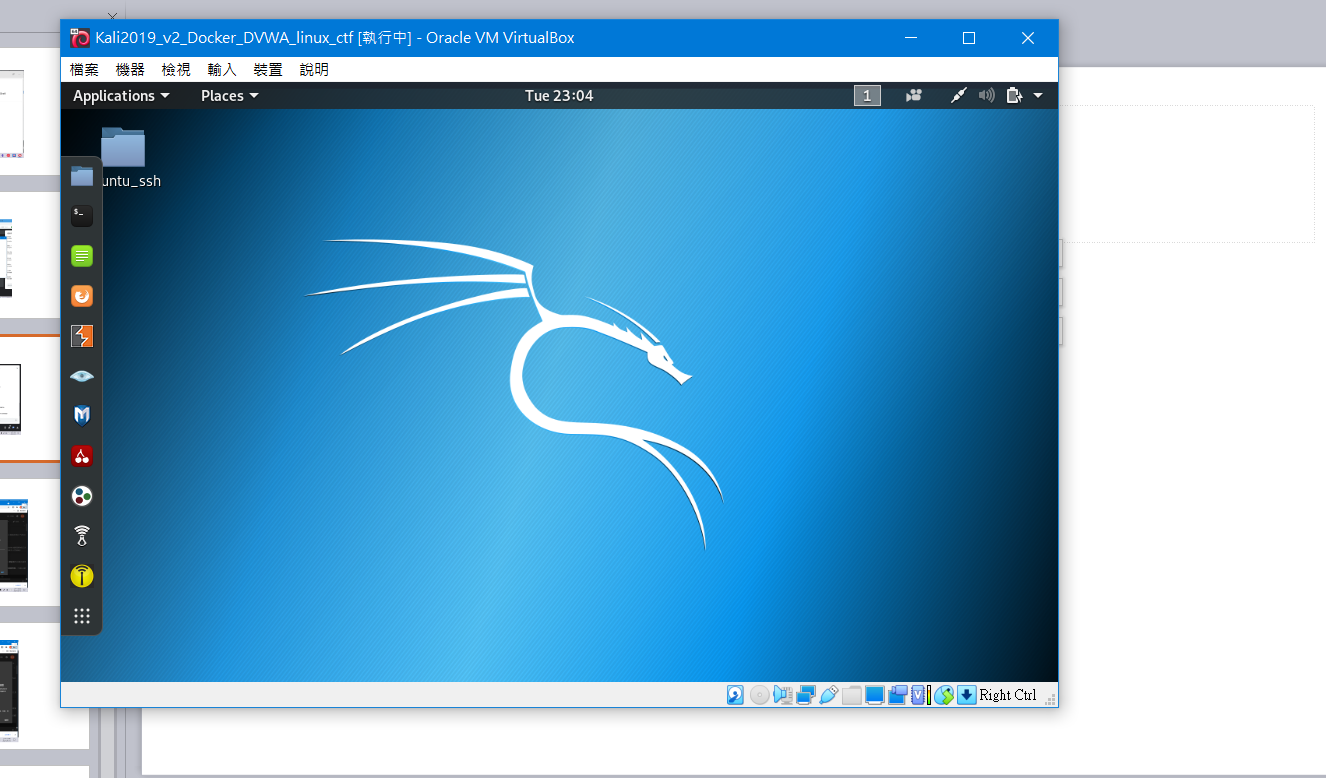 Kali2019_v2_Docker_DVWA_linux_ctf [執行中] - Oracle VM VirtualBox
檔案 機器 檢視 輸入 裝置 說明
Applications Places Tue 23:04 1
untu_ssh
$_
Right Ctrl